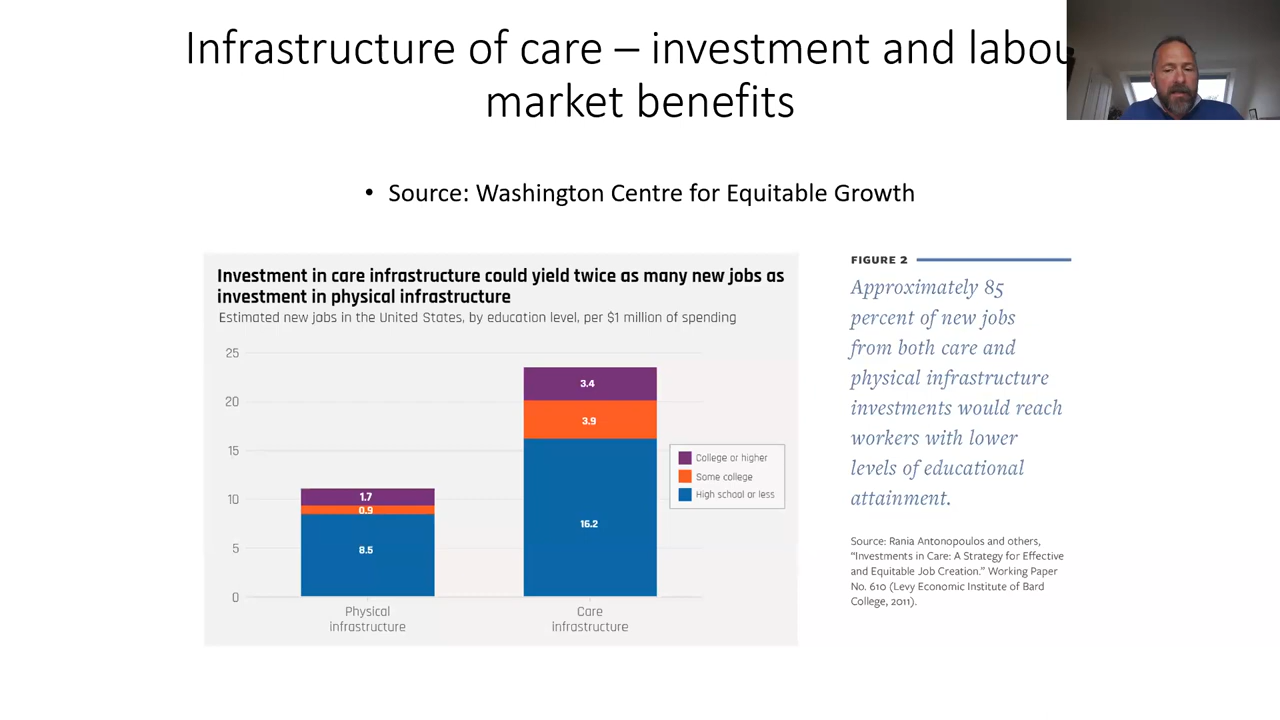 Infrastructure of care – investment and labou
market benefits
• Source: Washington Centre for Equitable Growth
Investment in care infrastructure could yield twice as many new jobs as
investment in physical infrastructure
Estimated new jobs in the United States, by education level, per $1 million of spending
25
20
15
10
5
0
1.7
0.9
8.5
3.4
3.9
16.2
Physical
infrastructure
Care
infrastructure
College or higher
Some college
High school or less
FIGURE 2
Approximately 85
percent of new jobs
from both care and
physical infrastructure
investments would reach
workers with lower
levels of educational
attainment.
Source: Rania Antonopoulos and others,
“Investments in Care: A Strategy for Effective
and Equitable Job Creation.” Working Paper
No. 610 (Levy Economic Institute of Bard
College, 2011).